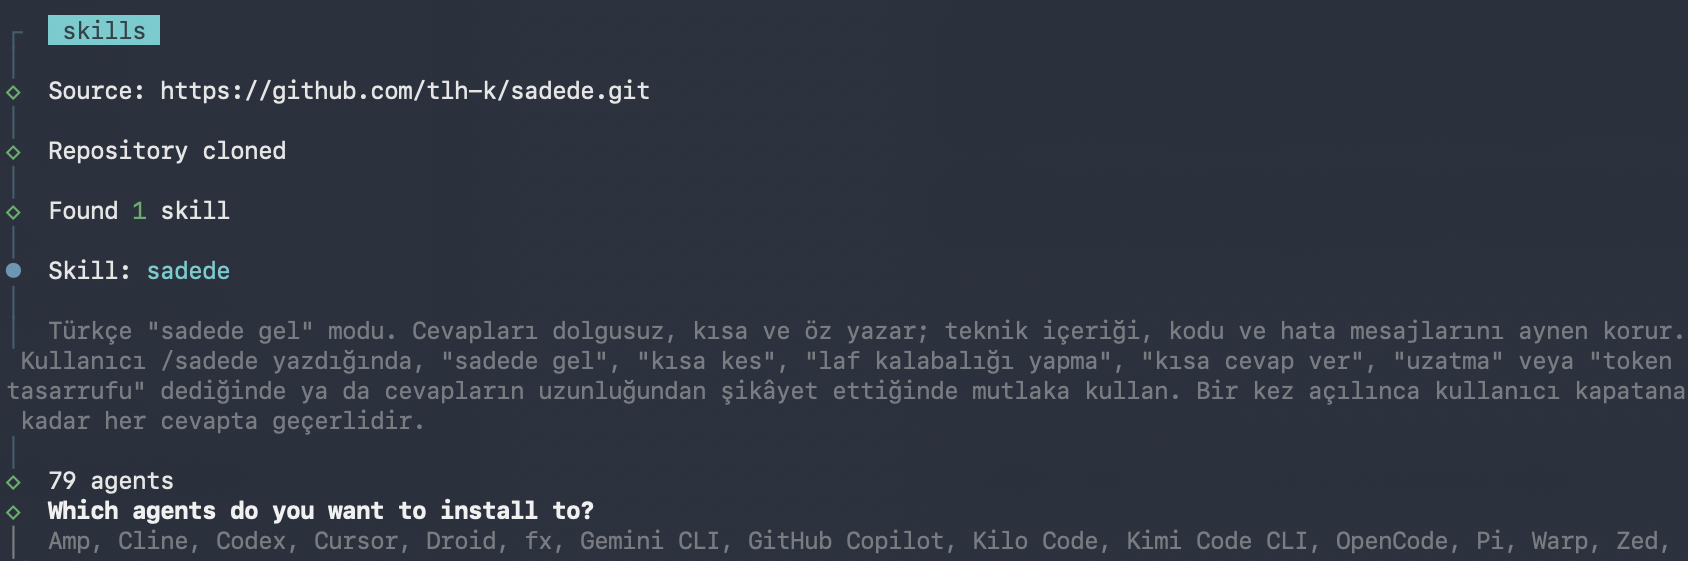 skills
Source: https://github.com/tlh-k/sadede.git
Repository cloned
Found 1 skill
Skill: sadede
Türkçe "sadede gel" modu. Cevapları dolgusuz, kısa ve öz yazar; teknik içeriği, kodu ve hata mesajlarını aynen korur.
Kullanıcı /sadede yazdığında, "sadede gel", "kısa kes", "laf kalabalığı yapma", "kısa cevap ver", "uzatma" veya "token
tasarrufu" dediğinde ya da cevapların uzunluğundan şikâyet ettiğinde mutlaka kullan. Bir kez açılınca kullanıcı kapatana
kadar her cevapta geçerlidir.
79 agents
Which agents do you want to install to?
Amp, Cline, Codex, Cursor, Droid, fx, Gemini CLI, GitHub Copilot, Kilo Code, Kimi Code CLI, OpenCode, Pi, Warp, Zed,